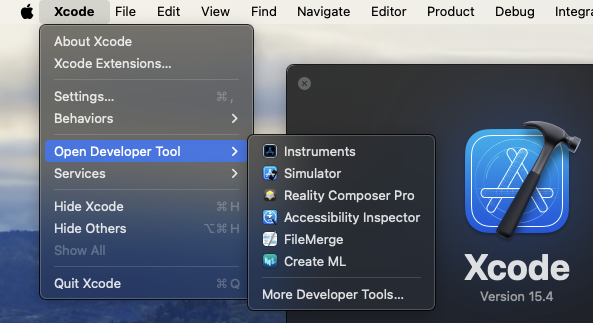 Xcode File Edit View Find Navigate Editor Product Debug Integra
About Xcode
Xcode Extensions...
Settings... ⌘ ,
Behaviors
Open Developer Tool
Services
Hide Xcode ⌘ H
Hide Others ⌥⌘ H
Show All
Quit Xcode ⌘ Q
Instruments
Simulator
Reality Composer Pro
Accessibility Inspector
FileMerge
Create ML
More Developer Tools...
Xcode
Version 15.4